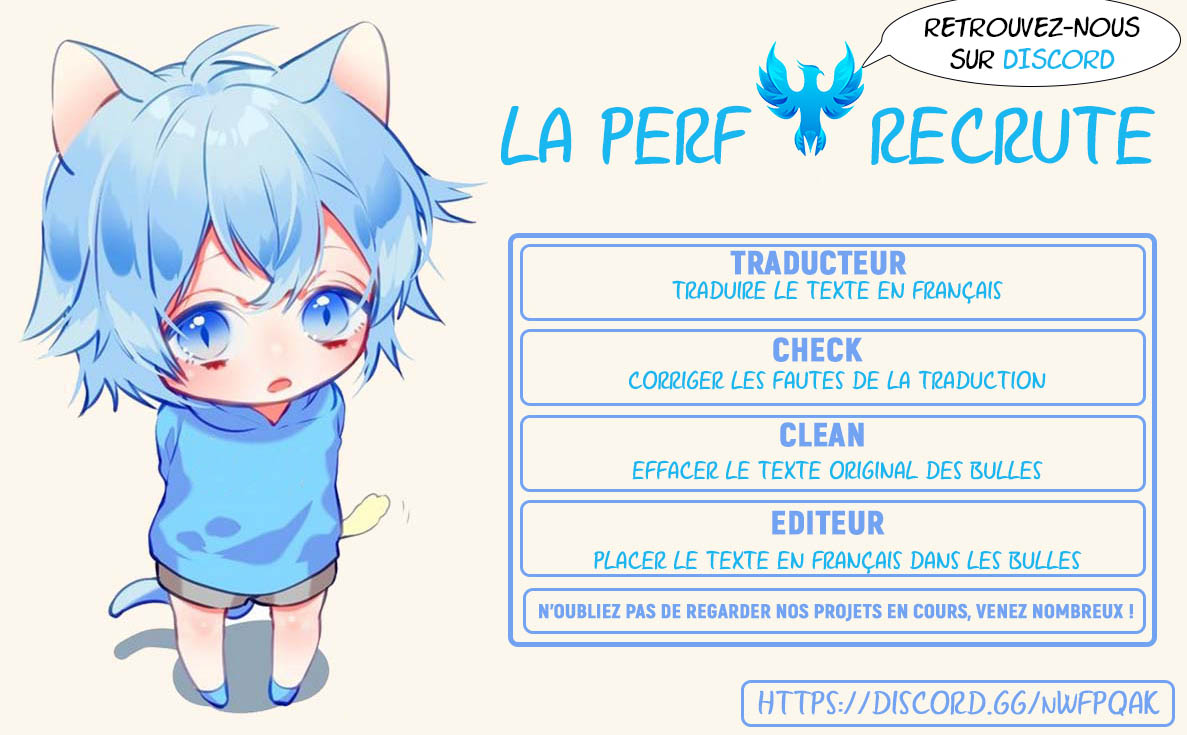 RETROUVEZ-NOUS
SUR DISCORD
LA PERF RECRUTE
TRADUCTEUR
TRADUIRE LE TEXTE EN FRANÇAIS
CHECK
CORRIGER LES FAUTES DE LA TRADUCTION
CLEAN
EFFACER LE TEXTE ORIGINAL DES BULLES
EDITEUR
PLACER LE TEXTE EN FRANÇAIS DANS LES BULLES
N'OUBLIEZ PAS DE REGARDER NOS PROJETS EN COURS, VENEZ NOMBREUX !
HTTPS://DISCORD.GG/nWFPQAK